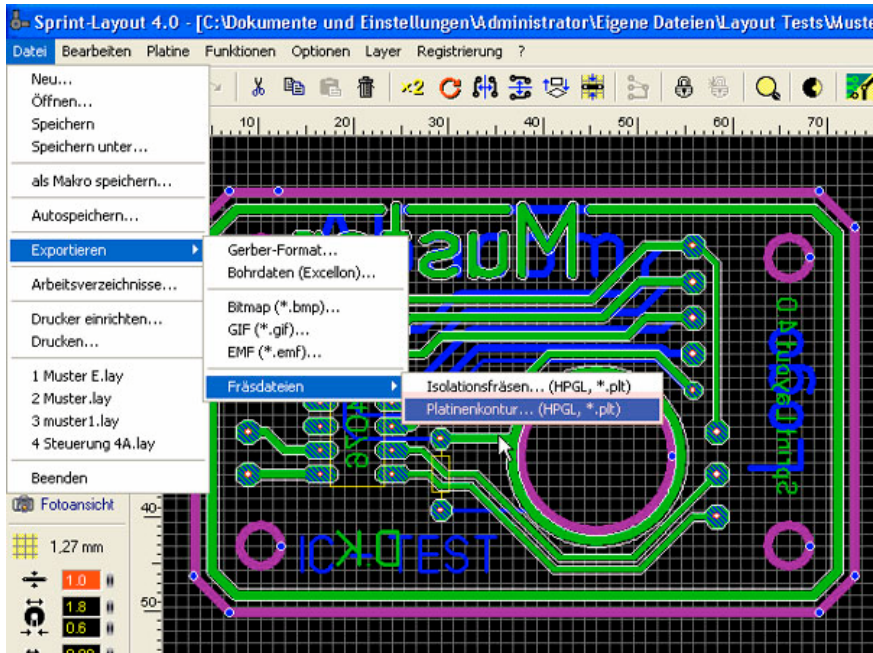 Sprint-Layout 4.0 - [C:\Dokumente und Einstellungen\Administrator\Eigene Dateien\Layout Tests\Muste
Datei Bearbeiten Platine Funktionen Optionen Layer Registrierung ?
Neu...
Öffnen...
Speichern
Speichern unter...
als Makro speichern...
Autospeichern...
Exportieren
Arbeitsverzeichnisse...
Drucker einrichten...
Drucken...
1 Muster E.lay
2 Muster.lay
3 muster1.lay
4 Steuerung 4A.lay
Beenden
Gerber-Format...
Bohrdaten (Excellon)...
Bitmap (*.bmp)...
GIF (*.gif)...
EMF (*.emf)...
Fräsdateien
Isolationsfräsen... (HPGL, *.plt)
Platinenkontur... (HPGL, *.plt)
×2
10 20 30 40 50 60 70
Must
Logo
Fotoansicht
40
1,27 mm
1.0
50
1.8
0.6
TEST